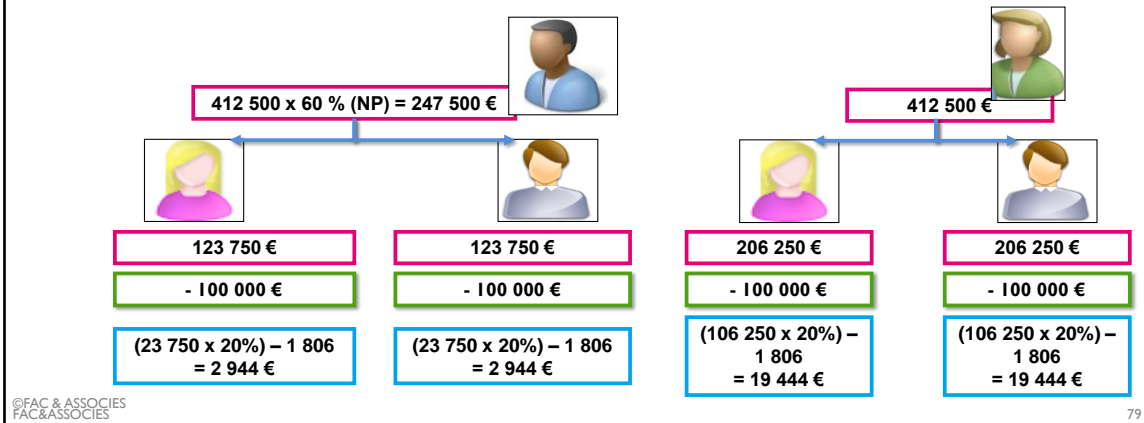 412 500 x 60 % (NP) = 247 500 €
412 500 €
123 750 €
123 750 €
206 250 €
206 250 €
- 100 000 €
- 100 000 €
- 100 000 €
- 100 000 €
(23 750 x 20%) – 1 806
= 2 944 €
(23 750 x 20%) – 1 806
= 2 944 €
(106 250 x 20%) –
1 806
= 19 444 €
(106 250 x 20%) –
1 806
= 19 444 €
©FAC & ASSOCIES
FAC&ASSOCIES
79